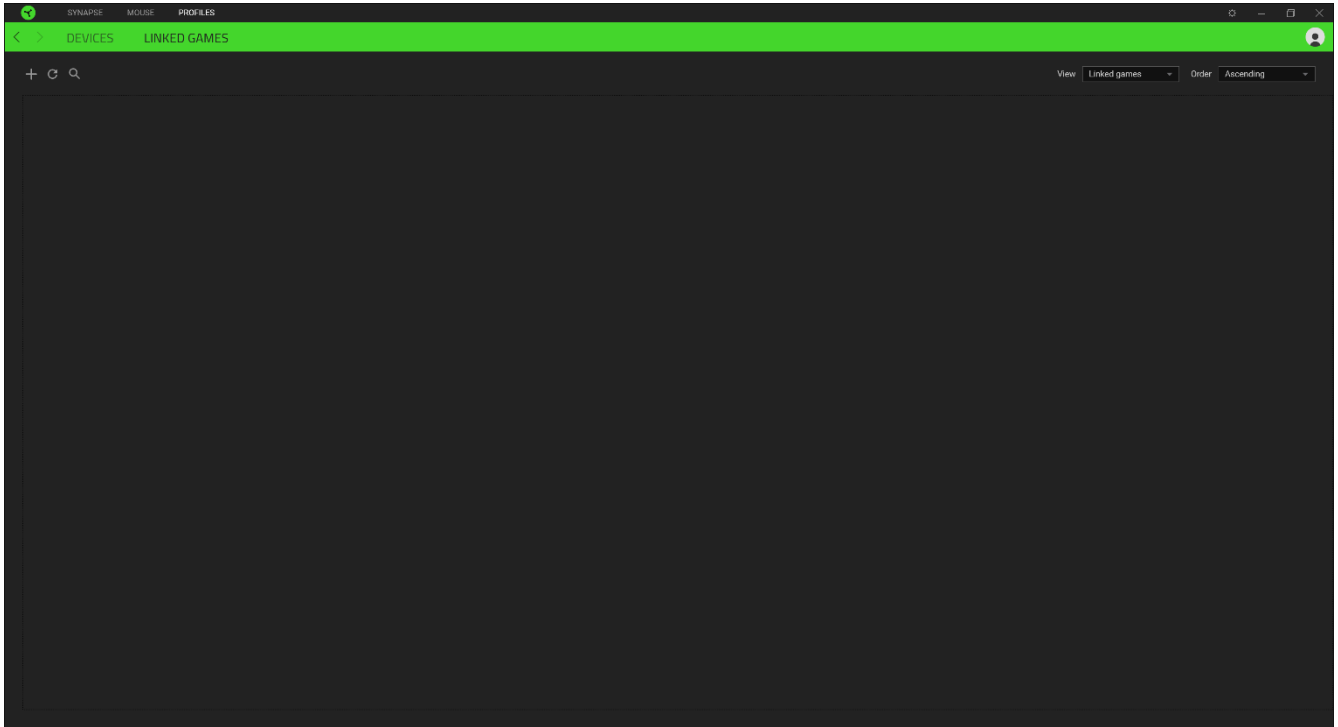 SYNAPSE MOUSE PROFILES
DEVICES LINKED GAMES
View Linked games Order Ascending